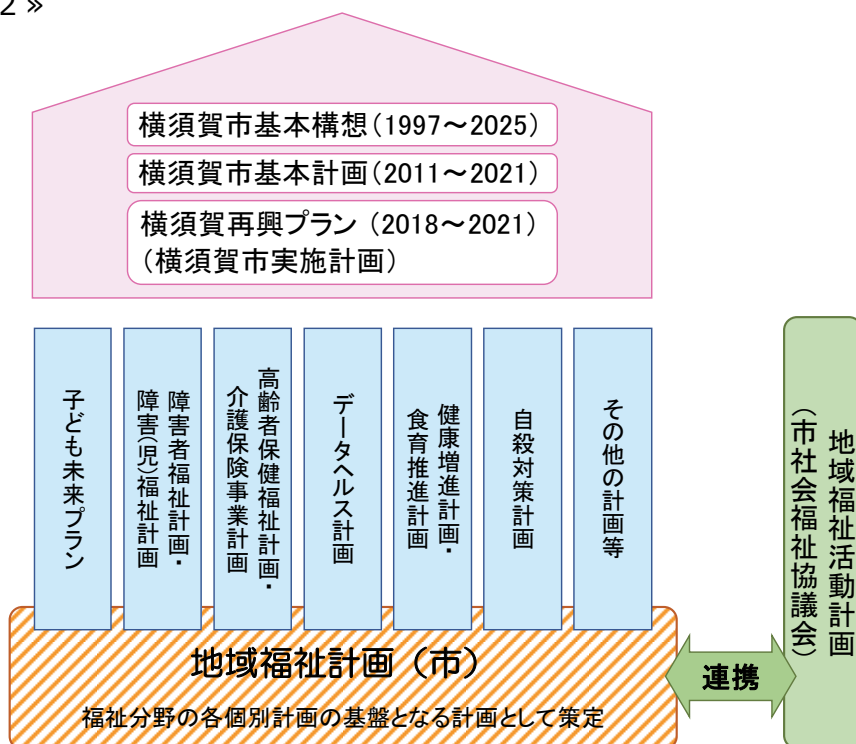 2 》
横須賀市基本構想(1997～2025)
横須賀市基本計画(2011～2021)
横須賀再興プラン (2018～2021)
(横須賀市実施計画)
子ども未来プラン
障害者福祉計画・
障害(児)福祉計画
高齢者保健福祉計画・
介護保険事業計画
データヘルス計画
健康増進計画・
食育推進計画
自殺対策計画
その他の計画等
地域福祉活動計画
(市社会福祉協議会)
地域福祉計画 (市)
連携
福祉分野の各個別計画の基盤となる計画として策定